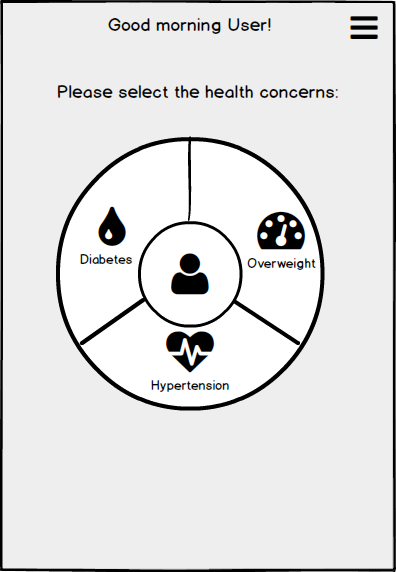 Good morning User!
Please select the health concerns:
Diabetes
Overweight
Hypertension